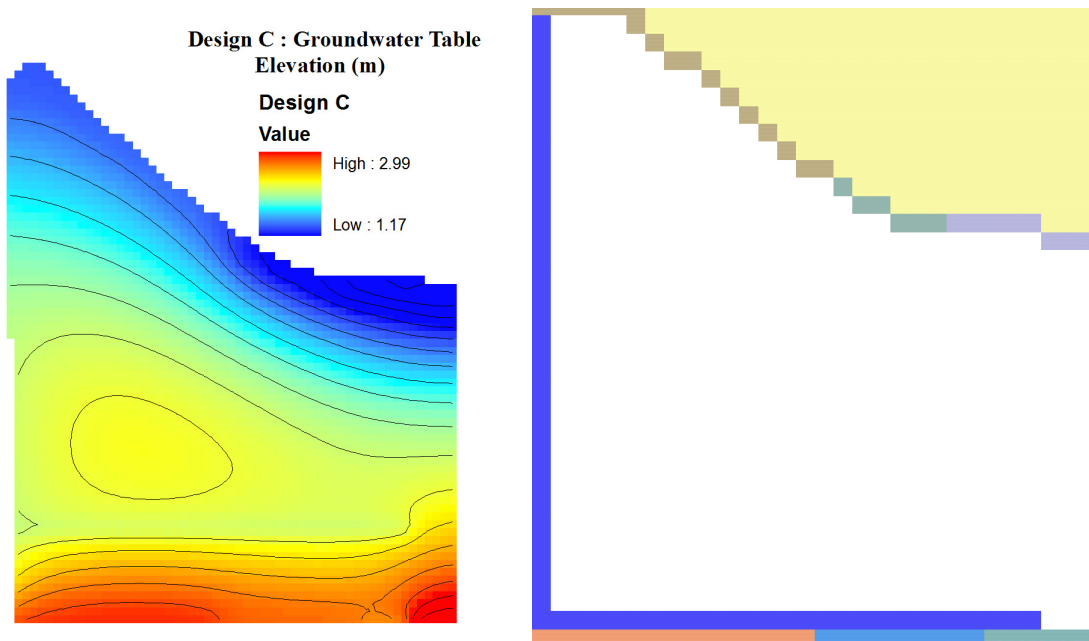 Design C : Groundwater Table
Elevation (m)
Design C
Value
High : 2.99
Low : 1.17